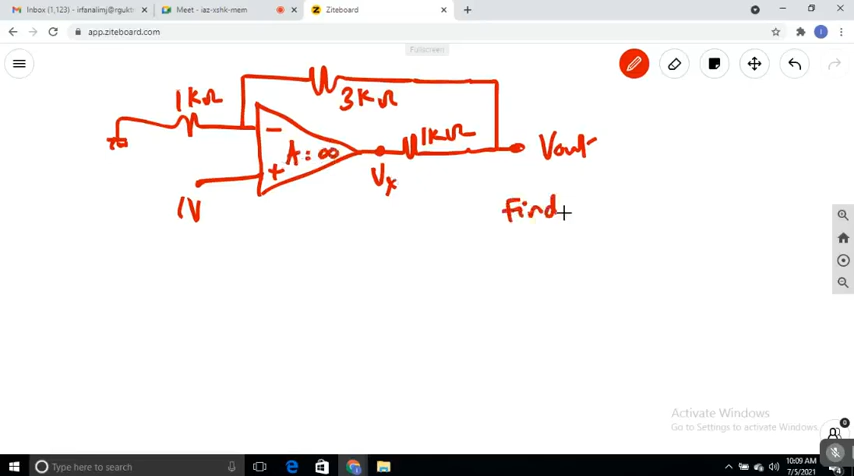 Inbox (1,123) - irfanalimj@rgukt
Meet - iaz-xshk-mem
Ziteboard
app.ziteboard.com
Fullscreen
1KΩ
3KΩ
1KΩ
A: ∞
Vout
Vx
1V
Find
Activate Windows
Go to Settings to activate Windows.
Type here to search
10:09 AM
7/5/2021